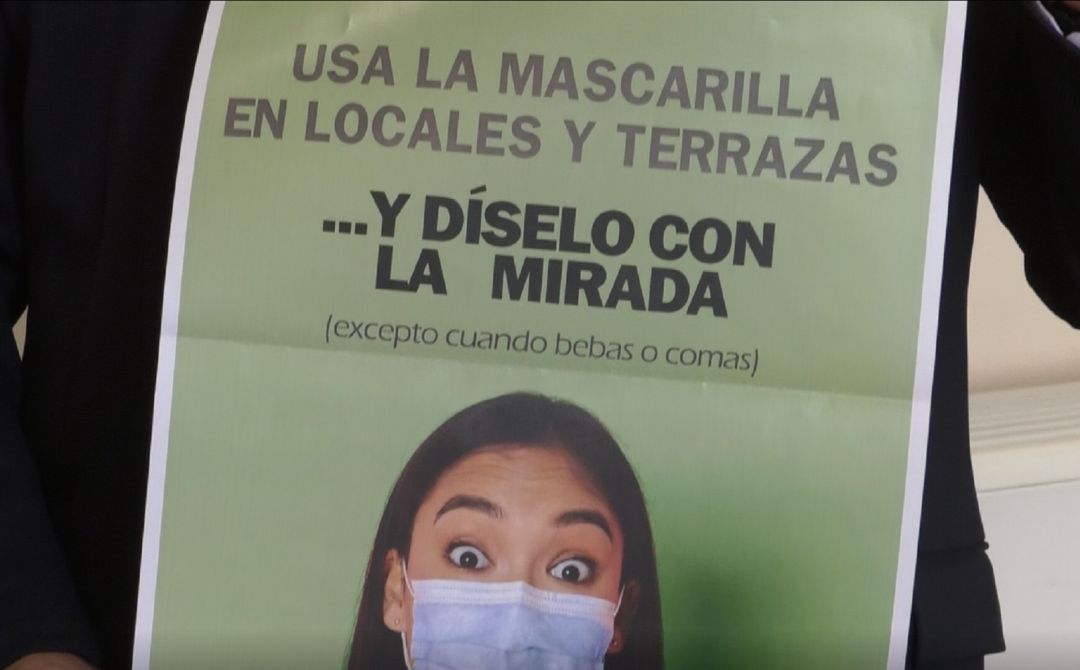 USA LA MASCARILLA
EN LOCALES Y TERRAZAS
...Y DÍSELO CON
LA MIRADA
(excepto cuando bebas o comas)